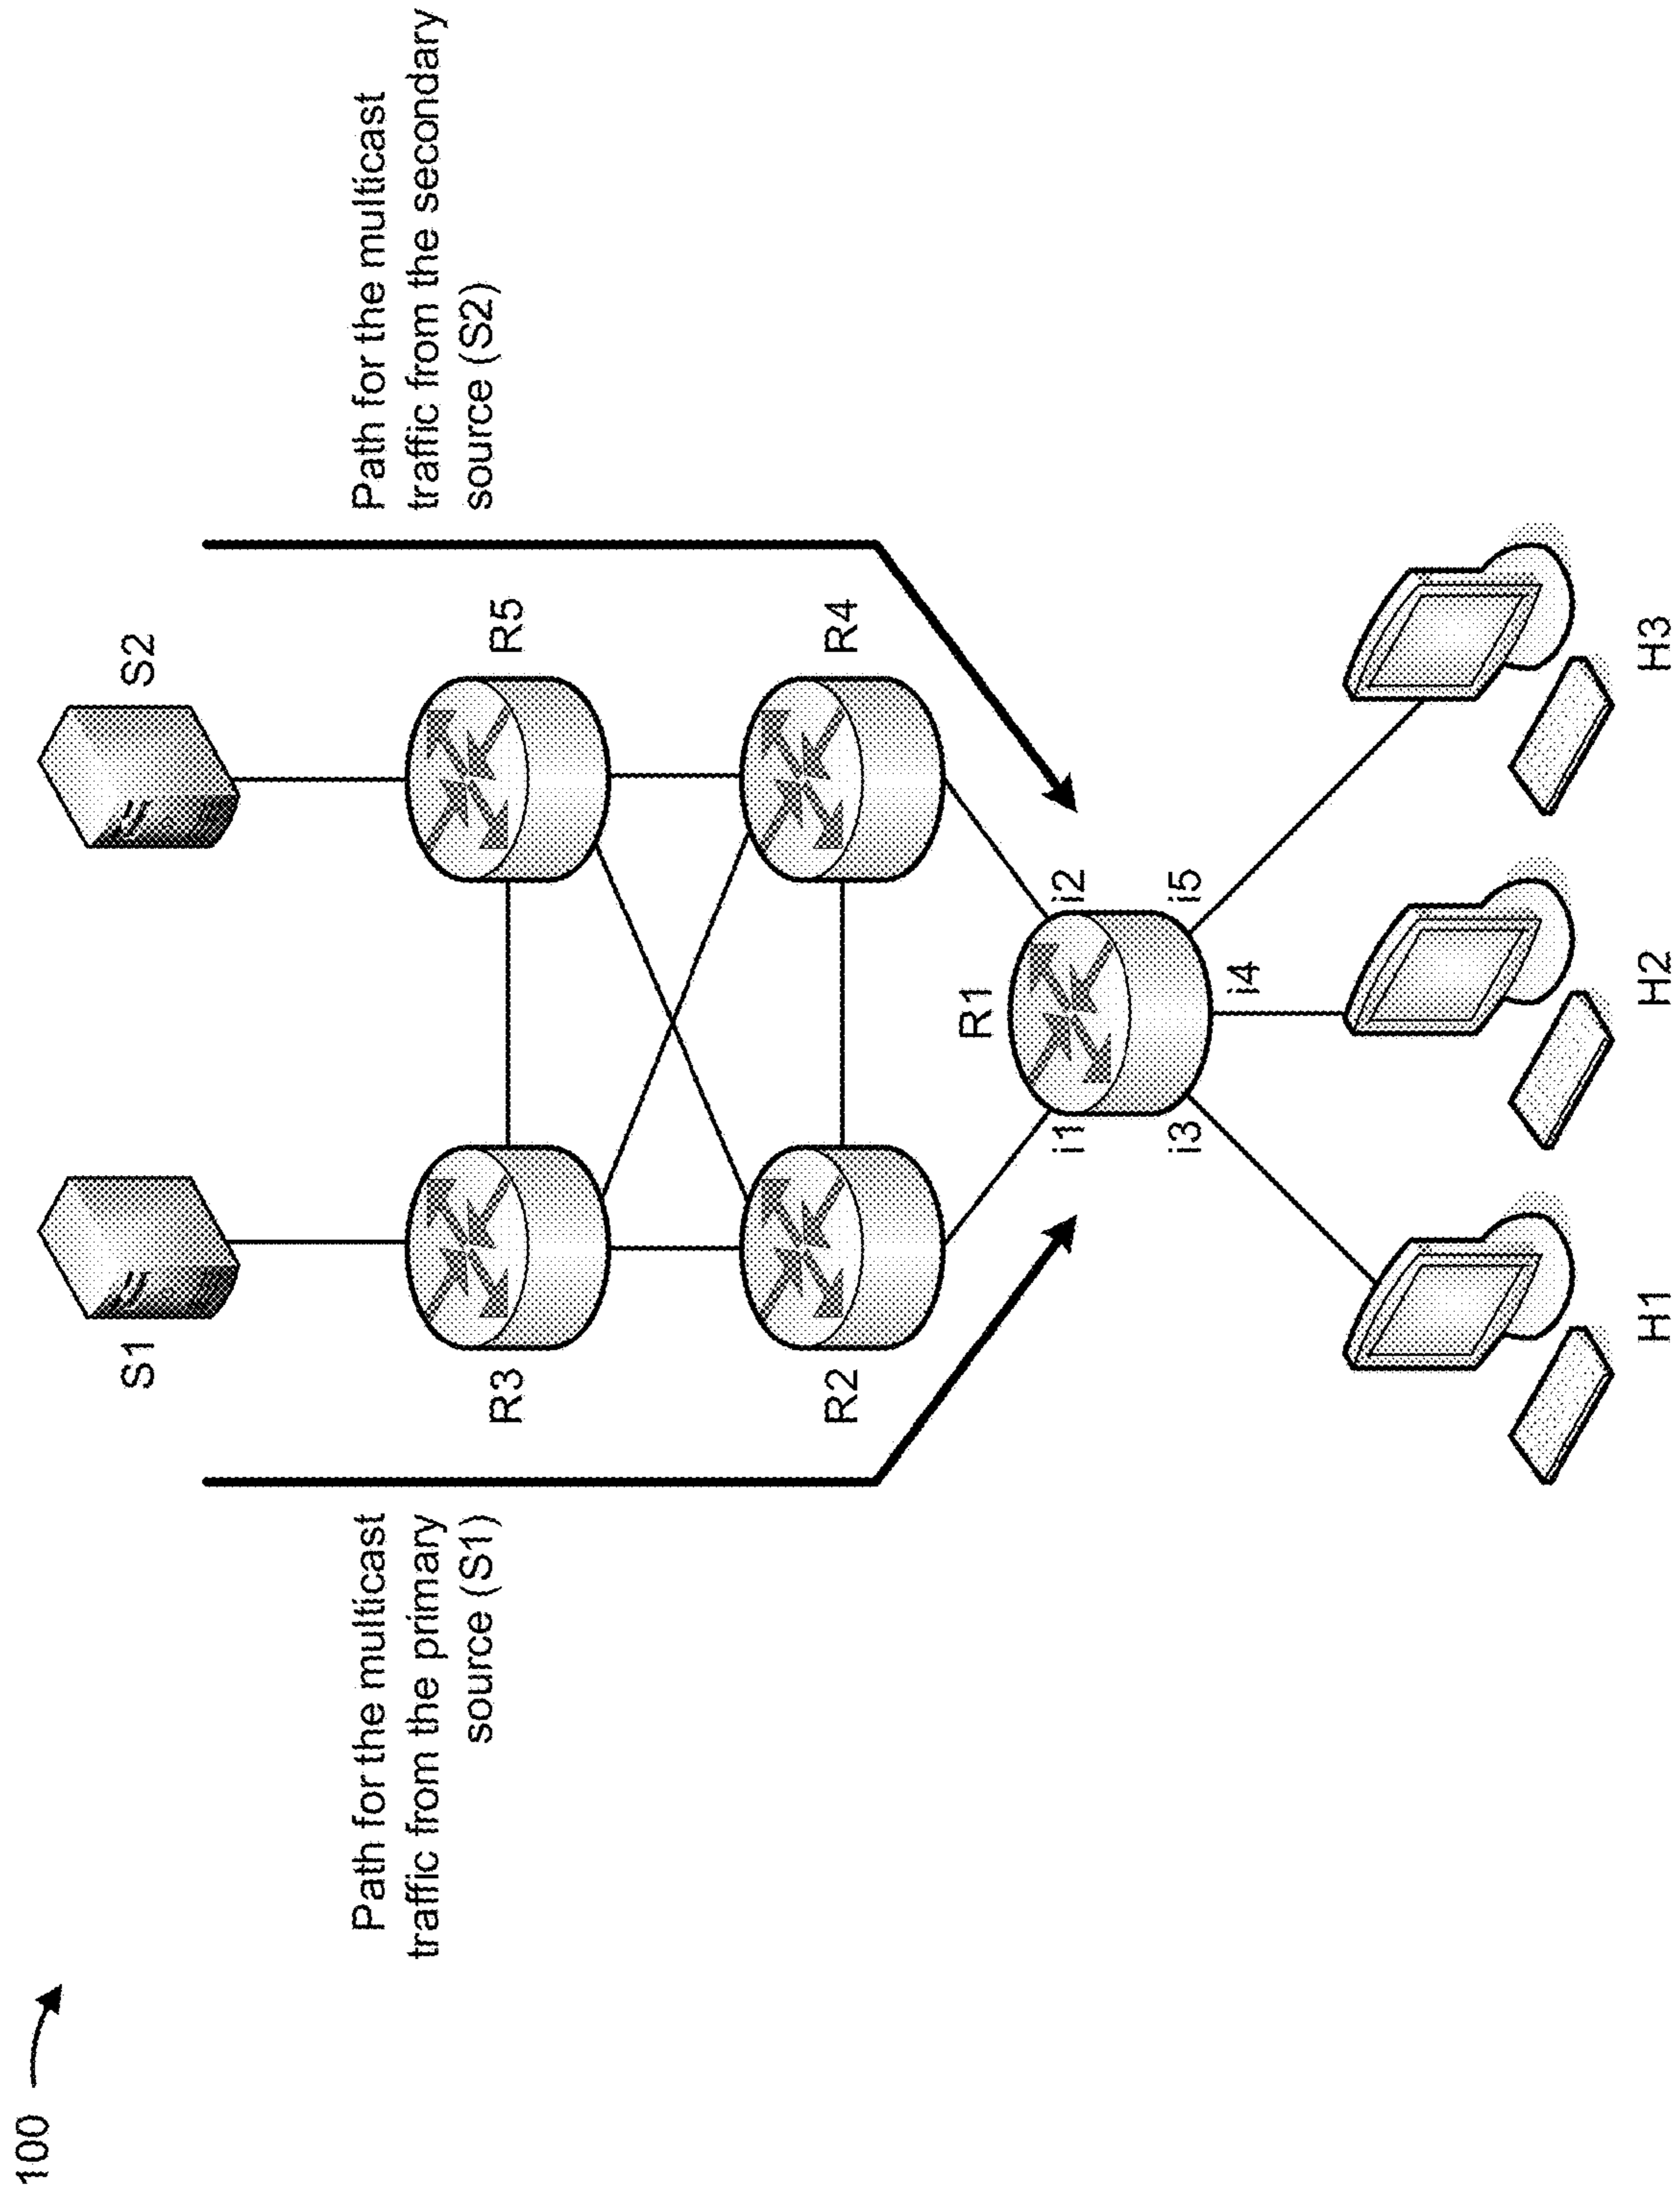 100
Path for the multicast
traffic from the primary
source (S1)
Path for the multicast
traffic from the secondary
source (S2)
S1
S2
R3
R5
R2
R4
R1
i1
i2
i3
i5
i4
H1
H2
H3